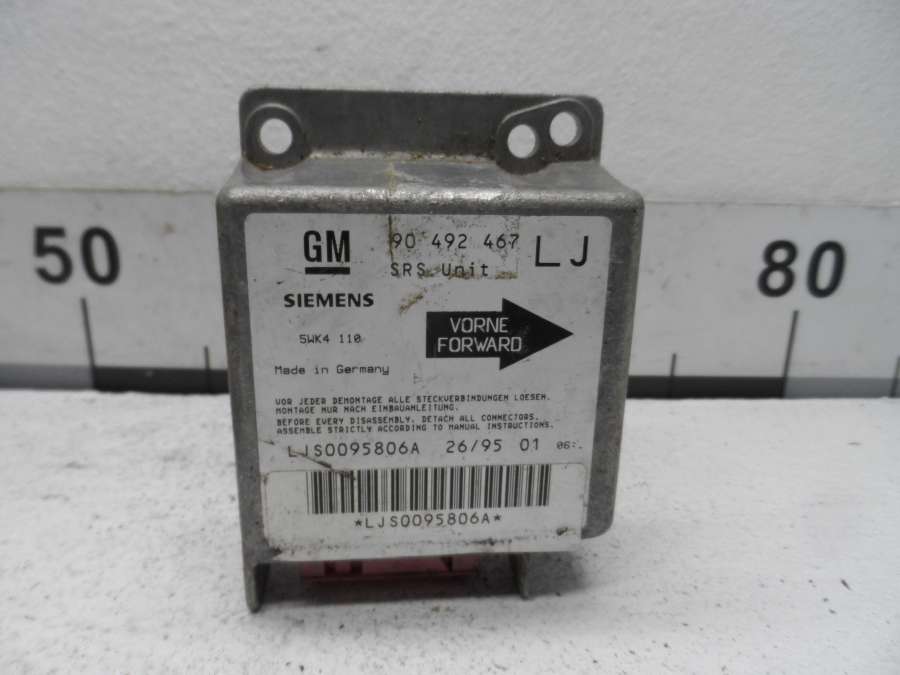 GM 90 492 467 LJ
SRS Unit
SIEMENS
5WK4 110
VORNE
FORWARD
Made in Germany
VOR JEDER DEMONTAGE ALLE STECKVERBINDUNGEN LOESEN.
MONTAGE NUR NACH EINBAUANLEITUNG.
BEFORE EVERY DISASSEMBLY, DETACH ALL CONNECTORS.
ASSEMBLE STRICTLY ACCORDING TO MANUAL INSTRUCTIONS.
LJS0095806A 26/95 01
*LJS0095806A*
50
80